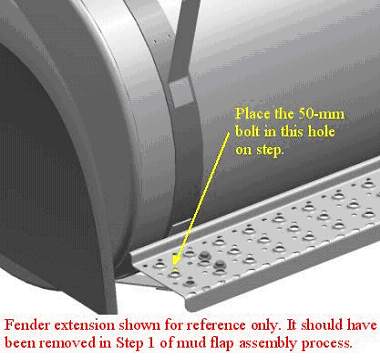 Place the 50-mm
bolt in this hole
on step.
Fender extension shown for reference only. It should have
been removed in Step 1 of mud flap assembly process.